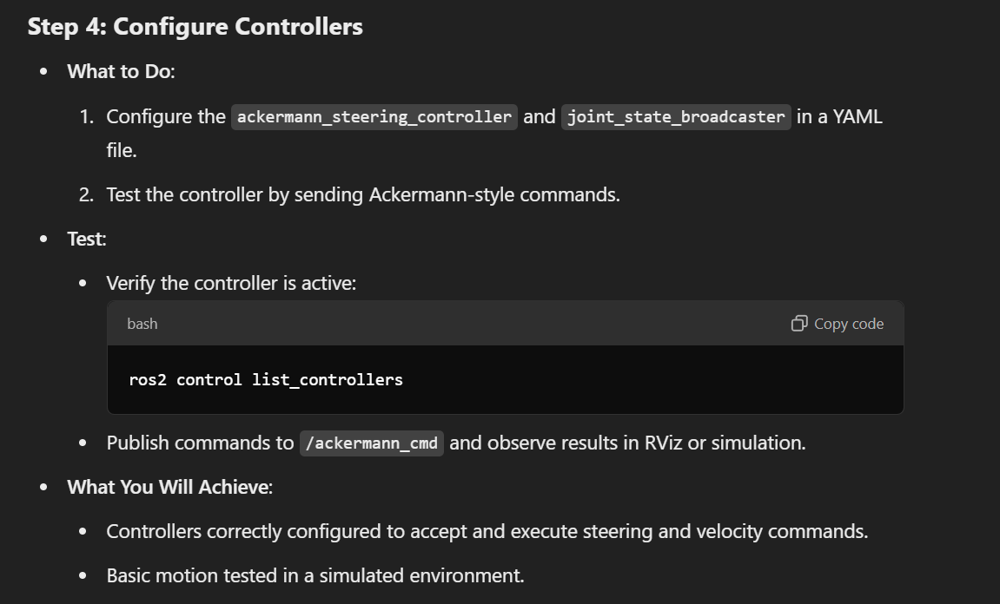 Step 4: Configure Controllers
• What to Do:
1. Configure the ackermann_steering_controller and joint_state_broadcaster in a YAML
file.
2. Test the controller by sending Ackermann-style commands.
• Test:
• Verify the controller is active:
bash Copy code
ros2 control list_controllers
• Publish commands to /ackermann_cmd and observe results in RViz or simulation.
• What You Will Achieve:
• Controllers correctly configured to accept and execute steering and velocity commands.
• Basic motion tested in a simulated environment.